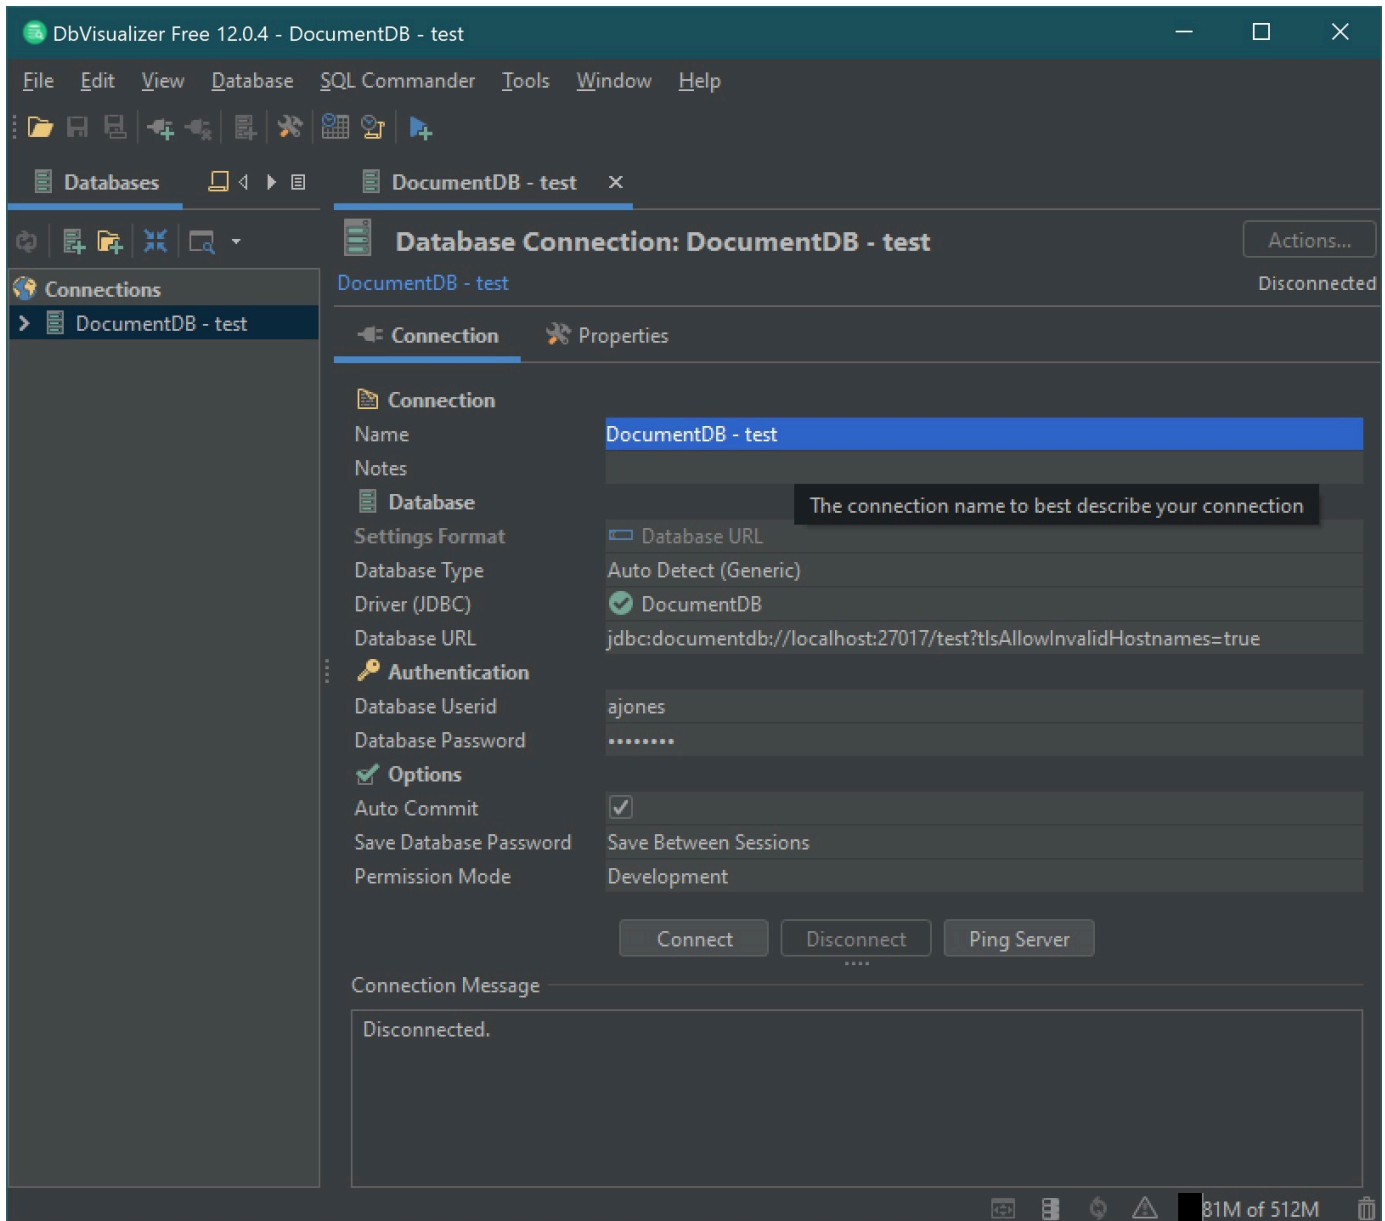 DbVisualizer Free 12.0.4 - DocumentDB - test
File Edit View Database SQL Commander Tools Window Help
Databases
DocumentDB - test
Database Connection: DocumentDB - test
Actions...
DocumentDB - test
Disconnected
Connections
DocumentDB - test
Connection Properties
Connection
Name DocumentDB - test
Notes
The connection name to best describe your connection
Database
Settings Format Database URL
Database Type Auto Detect (Generic)
Driver (JDBC) DocumentDB
Database URL jdbc:documentdb://localhost:27017/test?tlsAllowInvalidHostnames=true
Authentication
Database Userid ajones
Database Password ••••••••
Options
Auto Commit
Save Database Password Save Between Sessions
Permission Mode Development
Connect Disconnect Ping Server
Connection Message
Disconnected.
81M of 512M